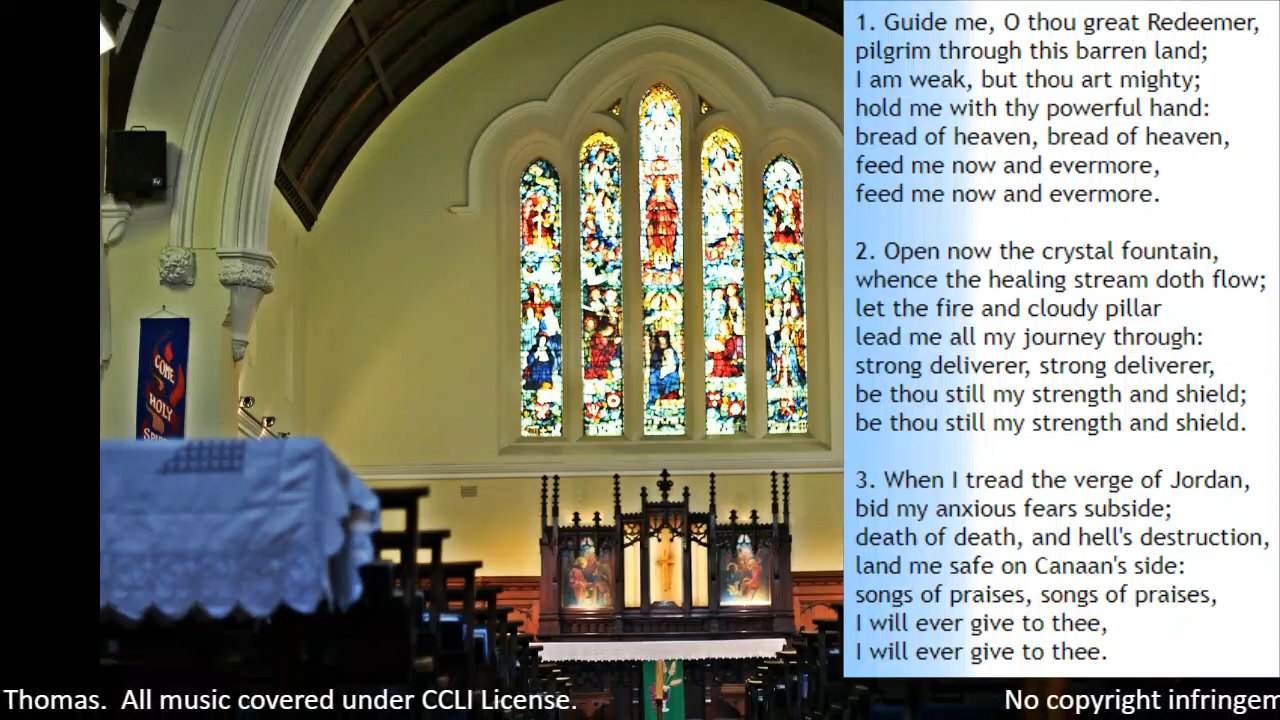 1. Guide me, O thou great Redeemer,
pilgrim through this barren land;
I am weak, but thou art mighty;
hold me with thy powerful hand:
bread of heaven, bread of heaven,
feed me now and evermore,
feed me now and evermore.
2. Open now the crystal fountain,
whence the healing stream doth flow;
let the fire and cloudy pillar
lead me all my journey through:
strong deliverer, strong deliverer,
be thou still my strength and shield;
be thou still my strength and shield.
3. When I tread the verge of Jordan,
bid my anxious fears subside;
death of death, and hell's destruction,
land me safe on Canaan's side:
songs of praises, songs of praises,
I will ever give to thee,
I will ever give to thee.
COME
HOLY
Thomas.  All music covered under CCLI License.
No copyright infringem